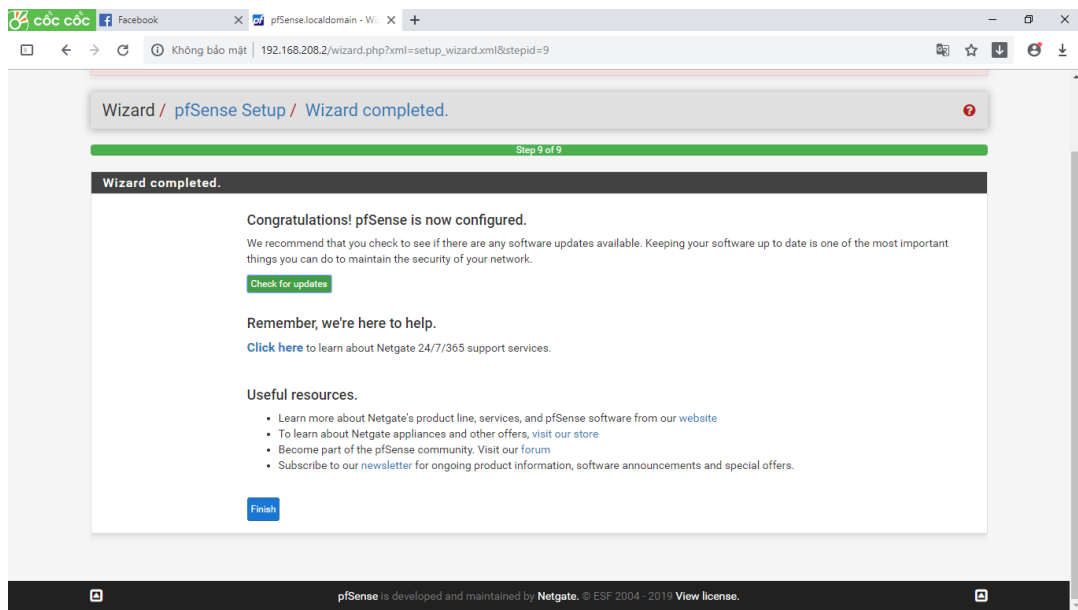 cốc cốc Facebook pfSense.localdomain - Wi
Không bảo mật 192.168.208.2/wizard.php?xml=setup_wizard.xml&stepid=9
Wizard / pfSense Setup / Wizard completed.
Step 9 of 9
Wizard completed.
Congratulations! pfSense is now configured.
We recommend that you check to see if there are any software updates available. Keeping your software up to date is one of the most important
things you can do to maintain the security of your network.
Check for updates
Remember, we're here to help.
Click here to learn about Netgate 24/7/365 support services.
Useful resources.
Learn more about Netgate's product line, services, and pfSense software from our website
To learn about Netgate appliances and other offers, visit our store
Become part of the pfSense community. Visit our forum
Subscribe to our newsletter for ongoing product information, software announcements and special offers.
Finish
pfSense is developed and maintained by Netgate. © ESF 2004 - 2019 View license.